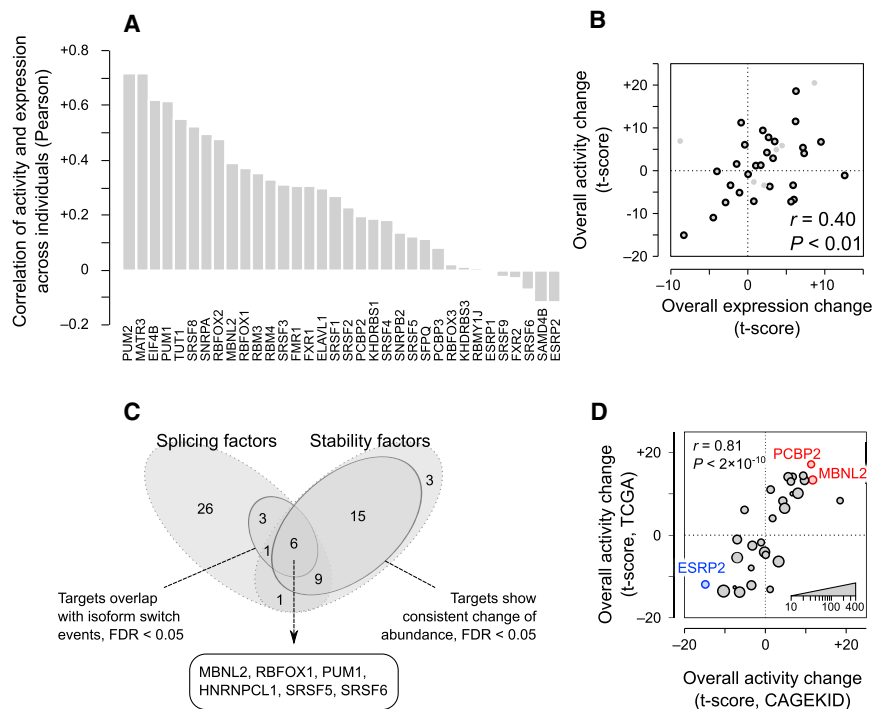 A
Correlation of activity and expression
across individuals (Pearson)
+0.8
+0.6
+0.4
+0.2
0
−0.2
PUM2
MATR3
EIF4B
PUM1
TUT1
SRSF8
SNRPA
RBFOX2
MBNL2
RBFOX1
RBM3
RBM4
SRSF3
FMR1
FXR1
ELAVL1
SRSF1
SRSF2
PCBP2
KHDRBS1
SRSF4
SNRPB2
SRSF5
SFPQ
PCBP3
RBFOX3
KHDRBS3
RBMY1J
ESRP1
SRSF9
FXR2
SRSF6
SAMD4B
ESRP2
B
Overall activity change
(t-score)
+20
+10
0
-10
−20
r = 0.40
P < 0.01
−10
0
+10
Overall expression change
(t-score)
C
Splicing factors
Stability factors
26
3
1
6
15
3
9
1
Targets overlap
with isoform switch
events, FDR < 0.05
Targets show
consistent change of
abundance, FDR < 0.05
MBNL2, RBFOX1, PUM1,
HNRNPCL1, SRSF5, SRSF6
D
Overall activity change
(t-score, TCGA)
+20
0
−20
r = 0.81
P < 2×10⁻¹⁰
PCBP2
MBNL2
ESRP2
10 100 400
−20
0
+20
Overall activity change
(t-score, CAGEKID)